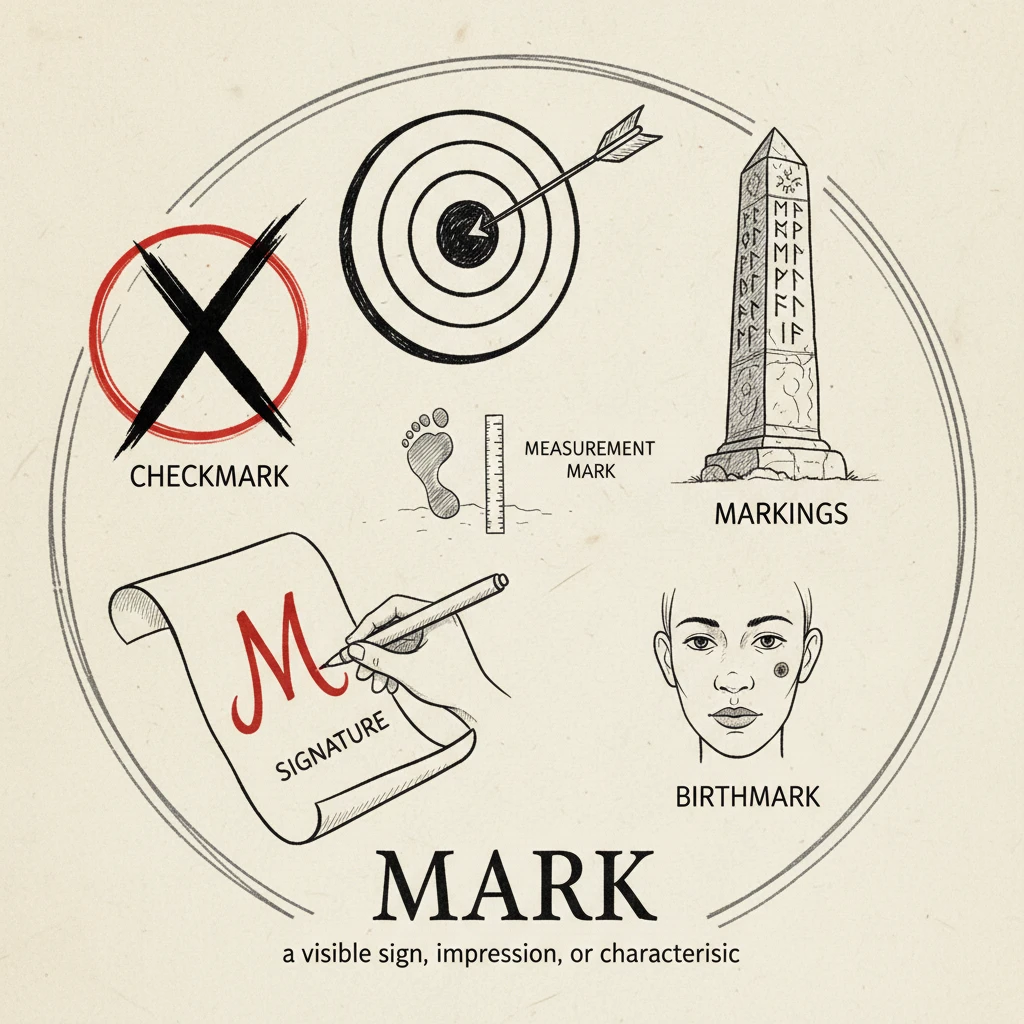 CHECKMARK
MEASUREMENT
MARK
MARKINGS
M
SIGNATURE
BIRTHMARK
MARK
a visible sign, impression, or characterisic